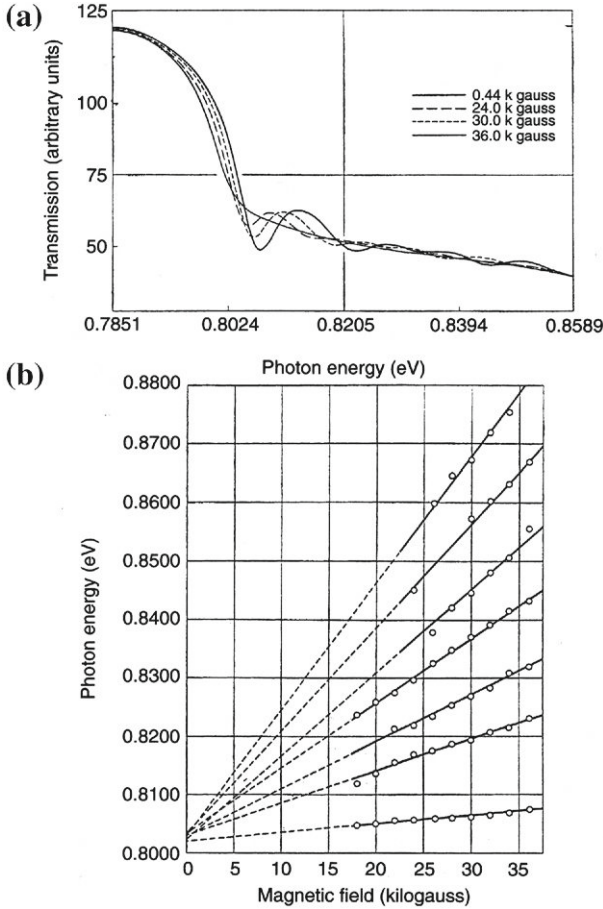 (a)
125
100
75
50
Transmission (arbitrary units)
0.44 k gauss
24.0 k gauss
30.0 k gauss
36.0 k gauss
0.7851 0.8024 0.8205 0.8394 0.8589
Photon energy (eV)
(b)
0.8800
0.8700
0.8600
0.8500
0.8400
0.8300
0.8200
0.8100
0.8000
Photon energy (eV)
0 5 10 15 20 25 30 35
Magnetic field (kilogauss)